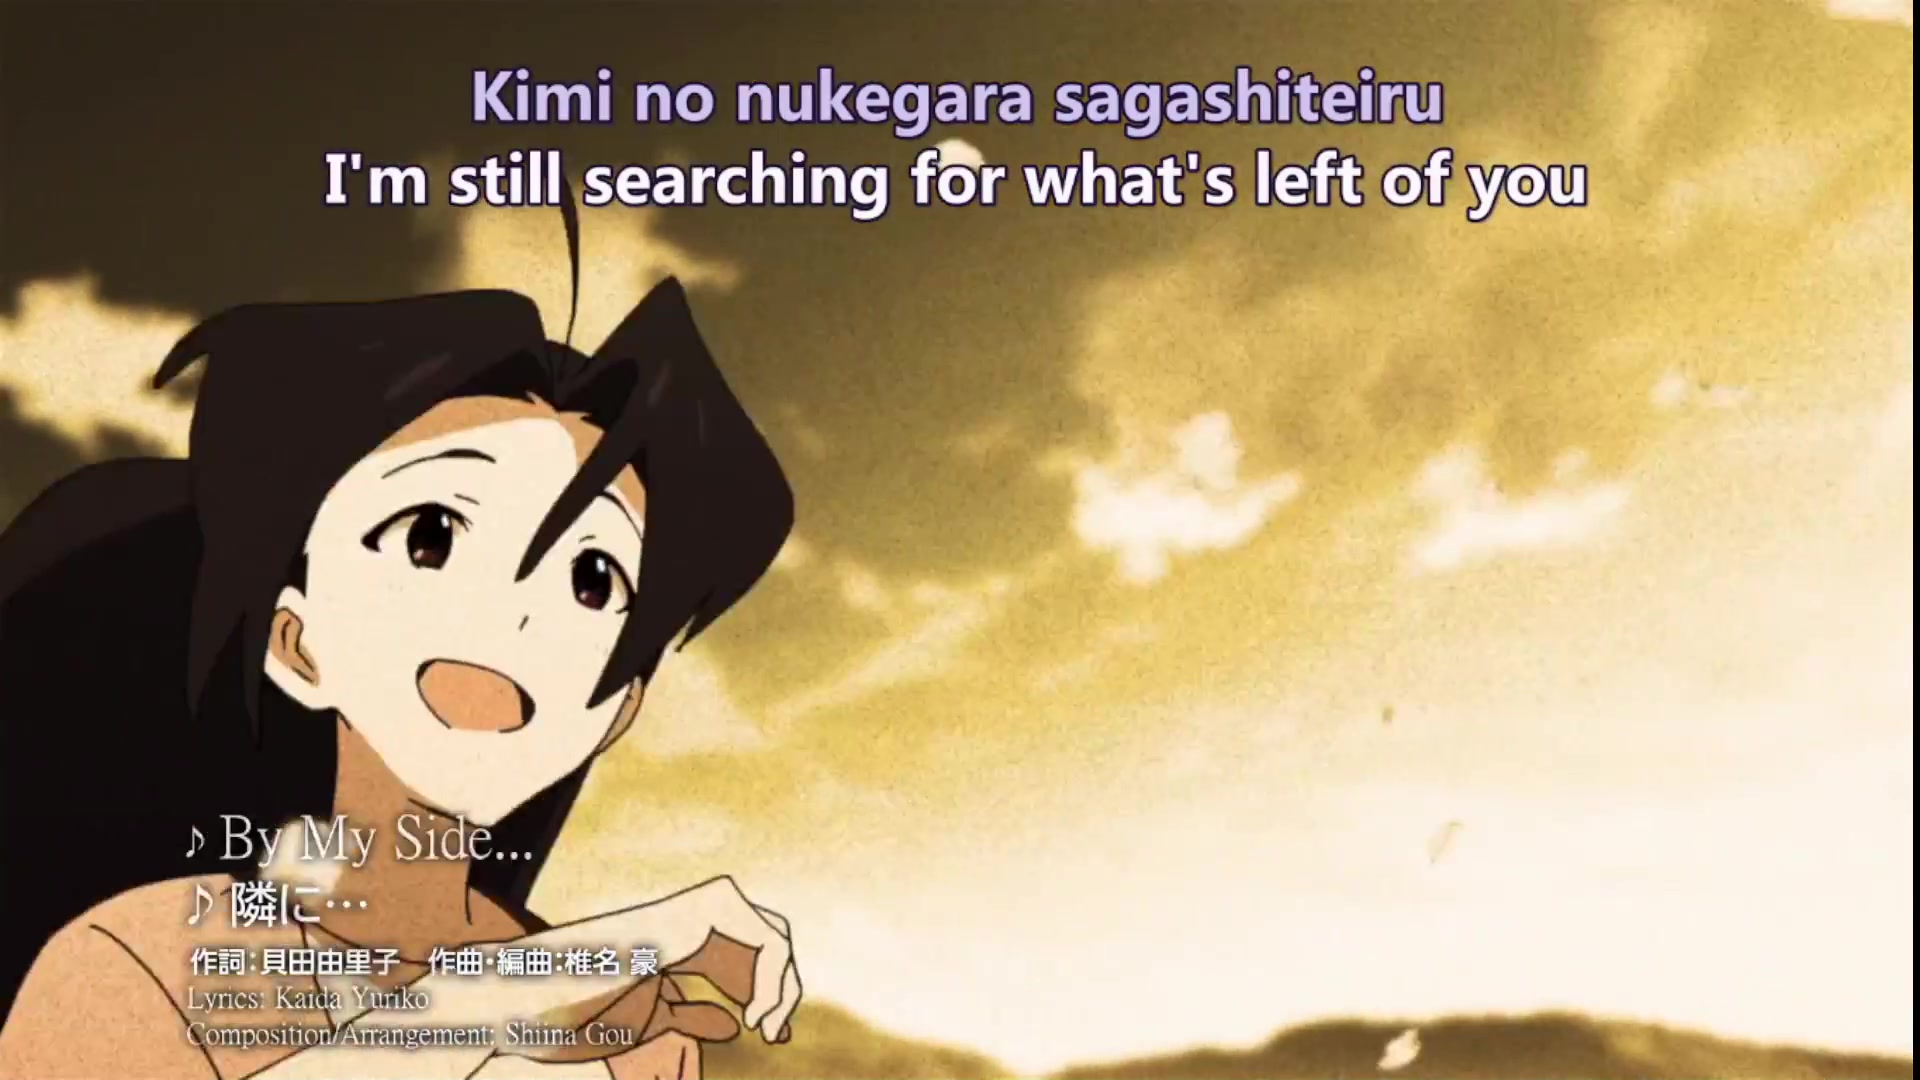 Kimi no nukegara sagashiteiru
I'm still searching for what's left of you
♪ By My Side...
♪ 隣に…
作詞:貝田由里子　作曲・編曲:椎名 豪
Lyrics: Kaida Yuriko
Composition/Arrangement: Shiina Gou